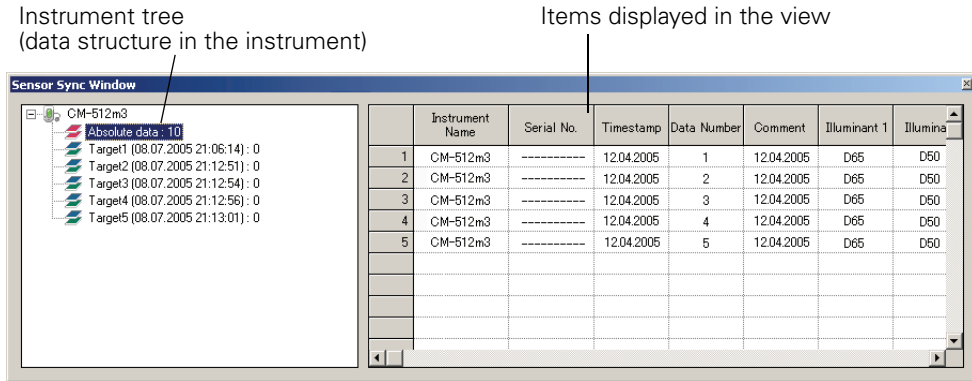 Instrument tree
(data structure in the instrument)
Items displayed in the view
Sensor Sync Window
CM-512m3
Absolute data : 10
Target1 (08.07.2005 21:06:14) : 0
Target2 (08.07.2005 21:12:51) : 0
Target3 (08.07.2005 21:12:54) : 0
Target4 (08.07.2005 21:12:56) : 0
Target5 (08.07.2005 21:13:01) : 0
Instrument Name Serial No. Timestamp Data Number Comment Illuminant 1 Illumina
1 CM-512m3 ---------- 12.04.2005 1 12.04.2005 D65 D50
2 CM-512m3 ---------- 12.04.2005 2 12.04.2005 D65 D50
3 CM-512m3 ---------- 12.04.2005 3 12.04.2005 D65 D50
4 CM-512m3 ---------- 12.04.2005 4 12.04.2005 D65 D50
5 CM-512m3 ---------- 12.04.2005 5 12.04.2005 D65 D50